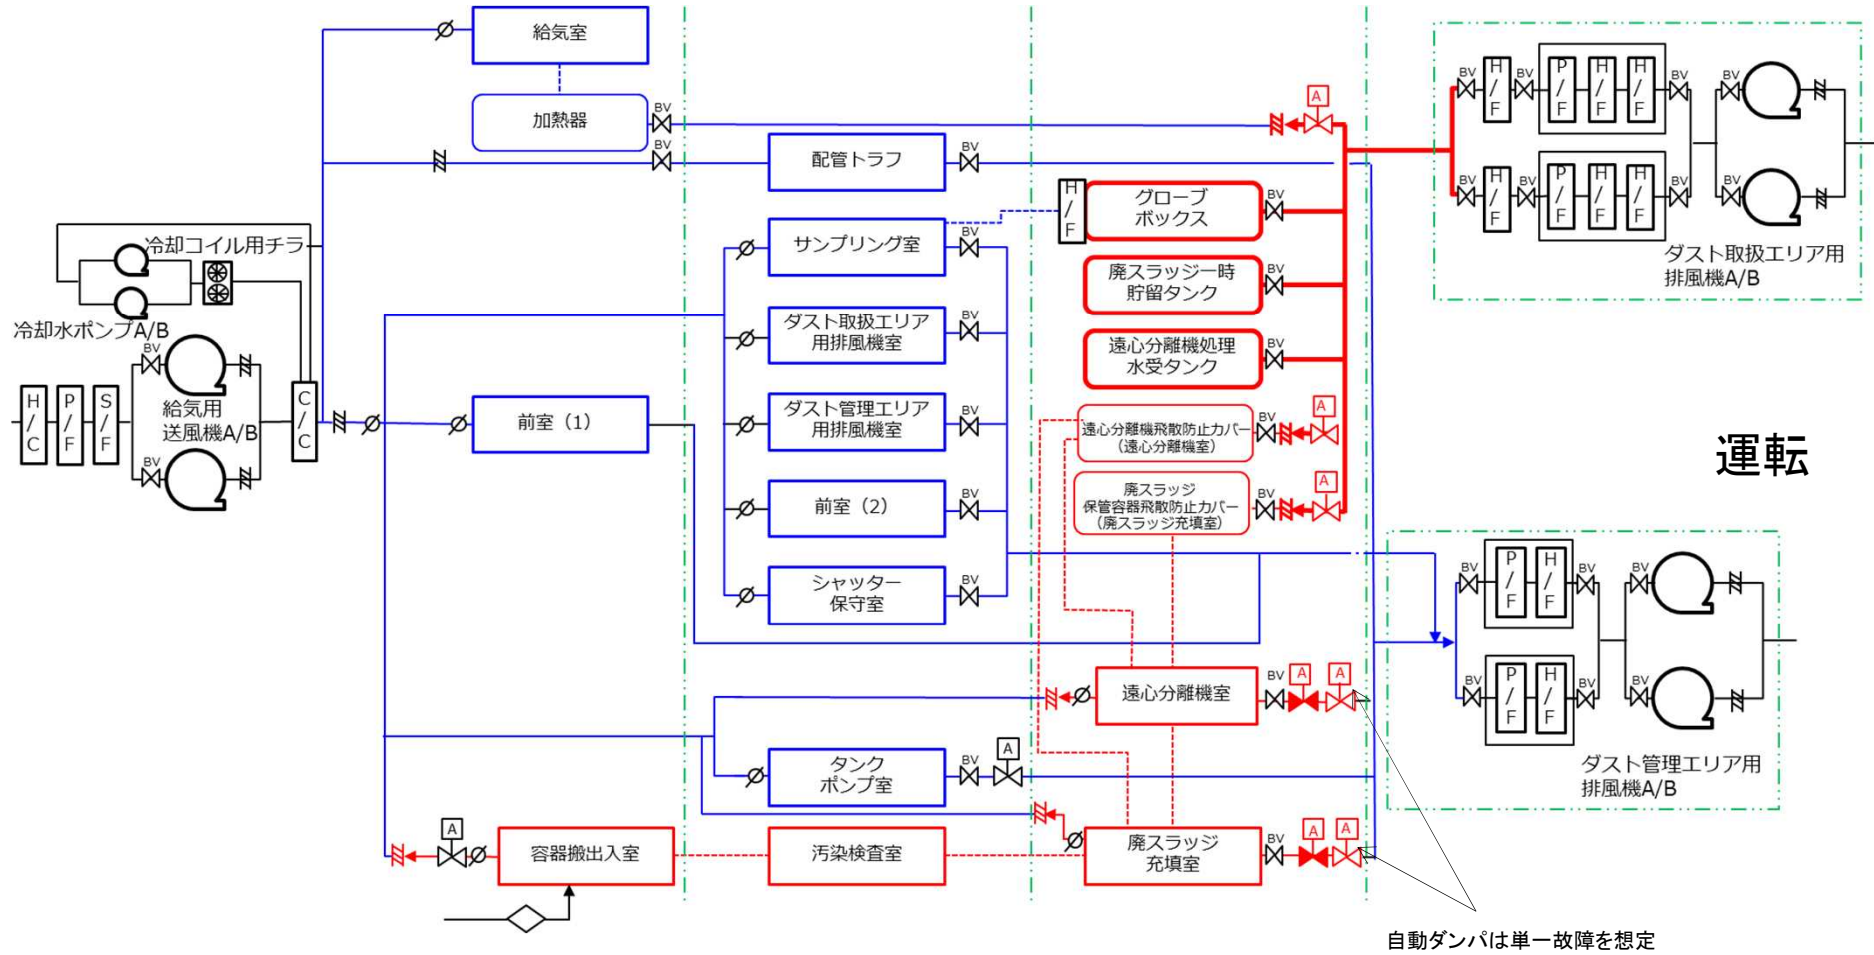 給気室
加熱器
BV
BV
配管トラフ
BV
A
H
/
F
グローブ
ボックス
BV
サンプリング室
BV
廃スラッジ一時
貯留タンク
BV
ダスト取扱エリア
用排風機室
BV
遠心分離機処理
水受タンク
BV
前室（1）
ダスト管理エリア
用排風機室
BV
遠心分離機飛散防止カバー
（遠心分離機室）
BV
A
前室（2）
BV
廃スラッジ
保管容器飛散防止カバー
（廃スラッジ充填室）
BV
A
シャッター
保守室
BV
遠心分離機室
BV
A
A
タンク
ポンプ室
BV
A
A
容器搬出入室
汚染検査室
廃スラッジ
充填室
BV
A
A
冷却コイル用チラー
冷却水ポンプA/B
BV
給気用
送風機A/B
BV
H
/
C
P
/
F
S
/
F
C
/
C
BV
H
/
F
BV
P
/
F
H
/
F
H
/
F
BV
BV
BV
H
/
F
BV
P
/
F
H
/
F
H
/
F
BV
BV
ダスト取扱エリア用
排風機A/B
運転
BV
P
/
F
H
/
F
BV
BV
BV
P
/
F
H
/
F
BV
BV
ダスト管理エリア用
排風機A/B
自動ダンパは単一故障を想定